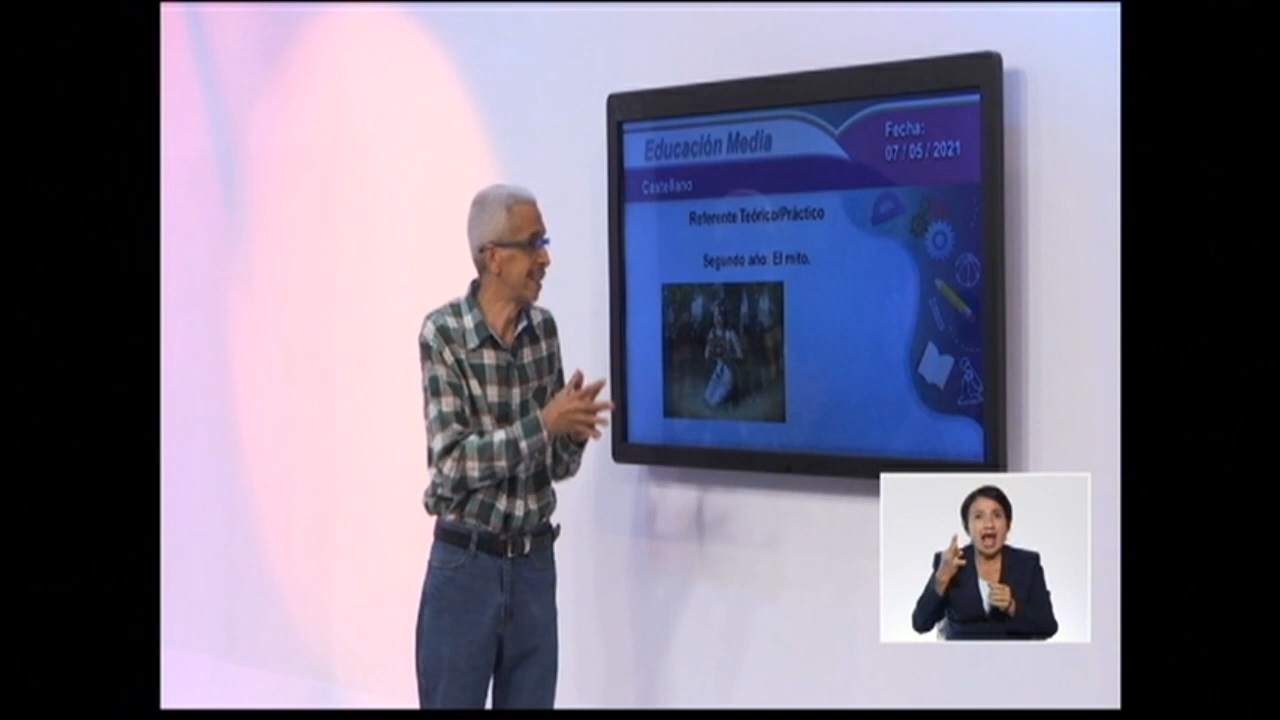 Educación Media
Fecha:
07 / 05 / 2021
Castellano
Referente Teórico/Práctico
Segundo año: El mito.